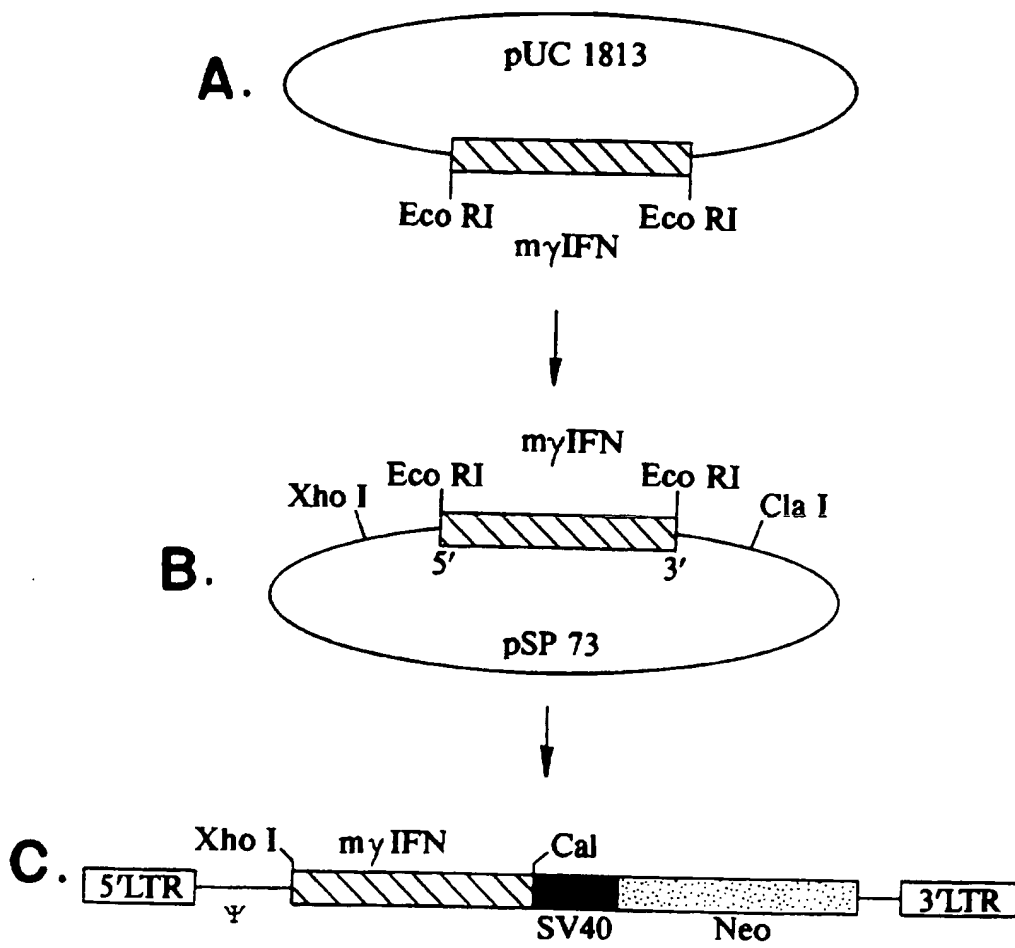 A.
pUC 1813
Eco RI Eco RI
mγIFN
mγIFN
Eco RI Eco RI
Xho I Cla I
B.
5' 3'
pSP 73
C.
Xho I mγ IFN Cal
5'LTR 3'LTR
Ψ SV40 Neo